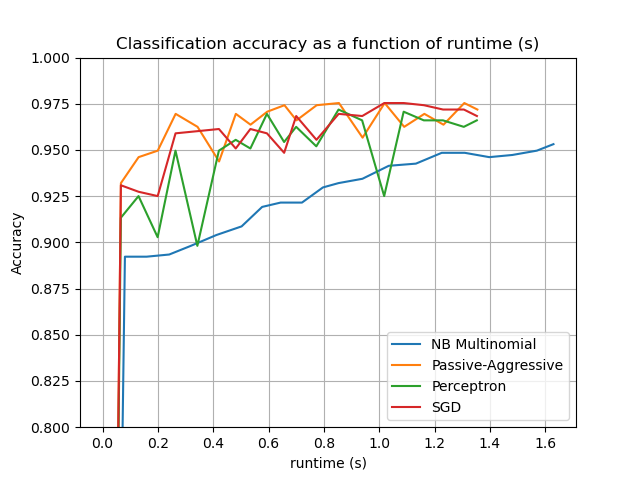 Classification accuracy as a function of runtime (s)
1.000
0.975
0.950
0.925
0.900
0.875
0.850
0.825
0.800
Accuracy
NB Multinomial
Passive-Aggressive
Perceptron
SGD
0.0 0.2 0.4 0.6 0.8 1.0 1.2 1.4 1.6
runtime (s)